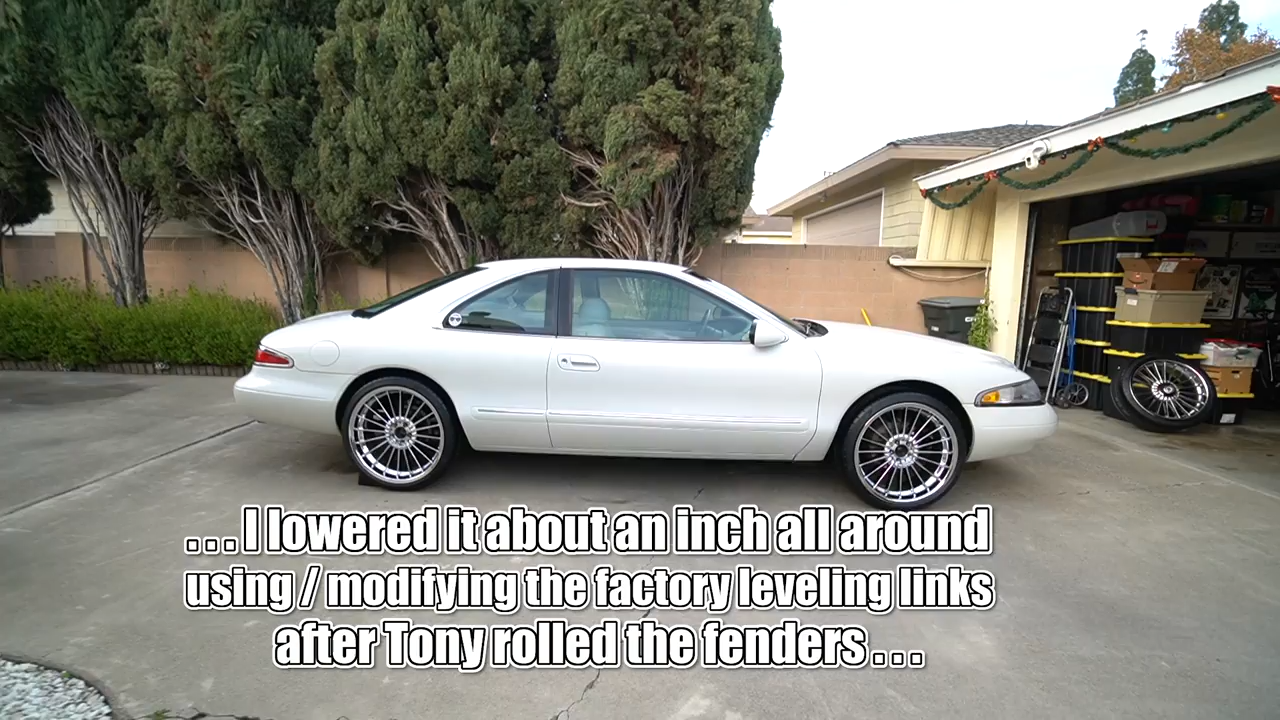 . . . I lowered it about an inch all around
using / modifying the factory leveling links
after Tony rolled the fenders . . .